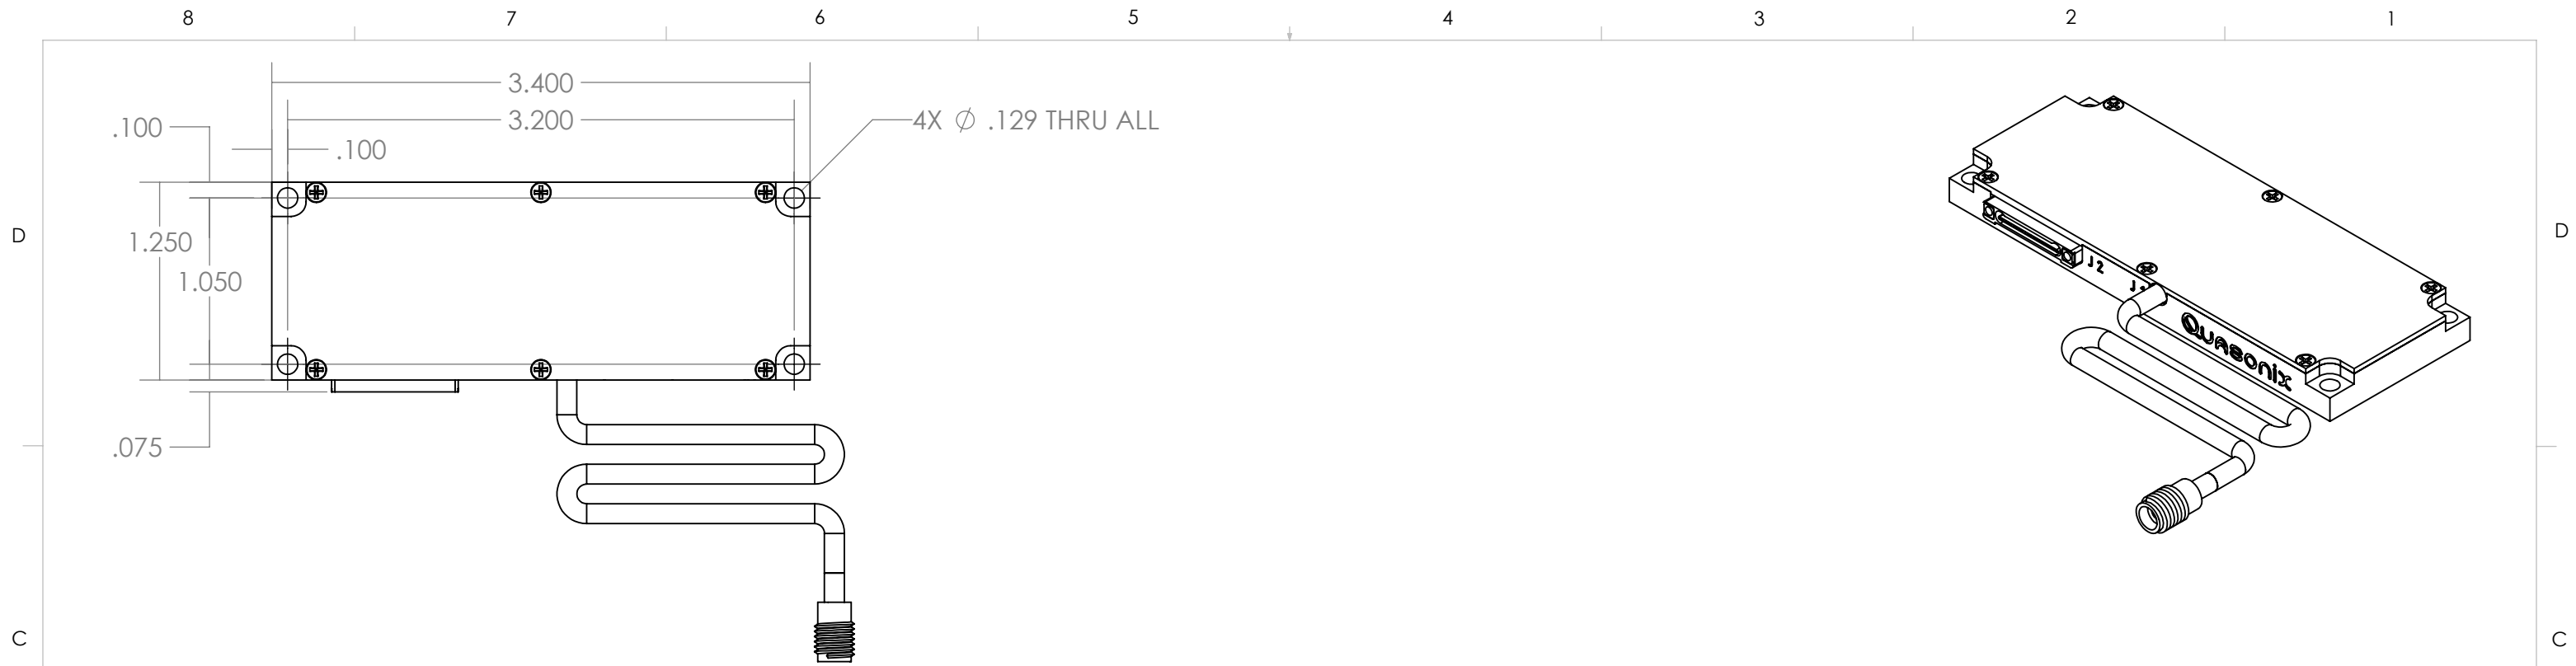 8 7 6 5 4 3 2 1
3.400
3.200
4X ∅ .129 THRU ALL
.100
.100
D
1.250
1.050
.075
C
J2
Quasonix
D
C